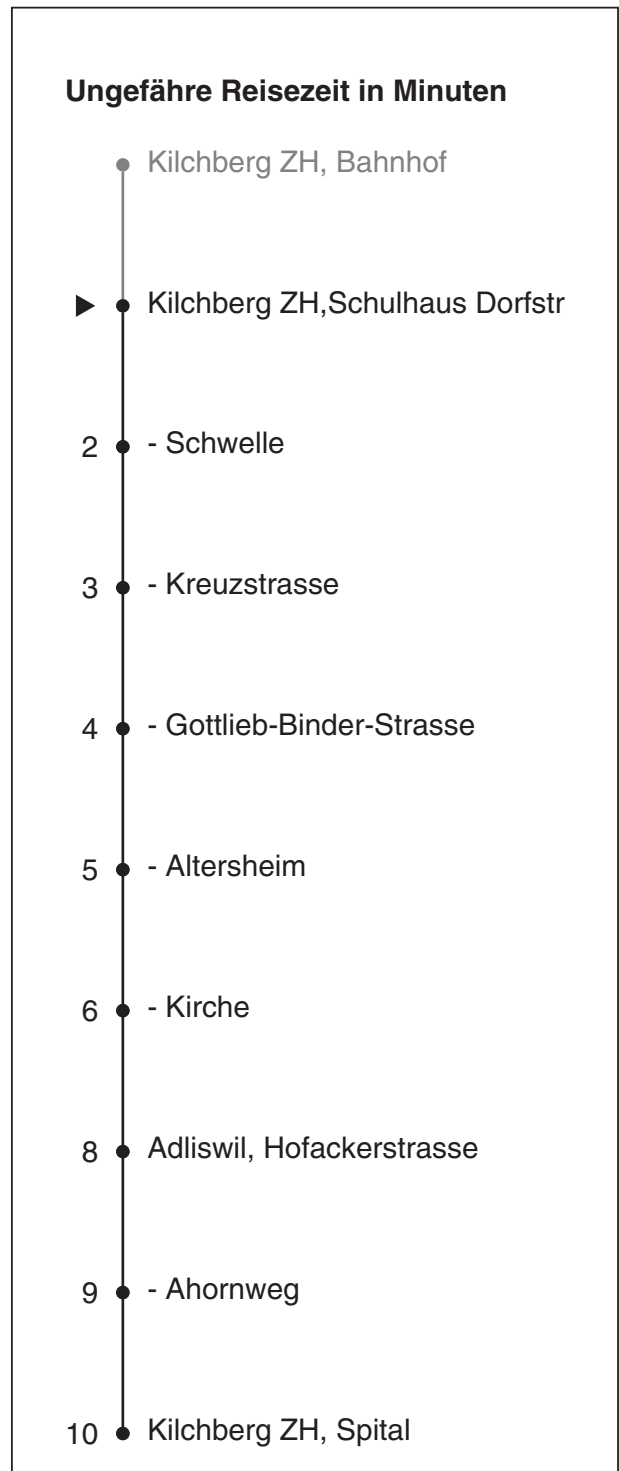 Ungefähre Reisezeit in Minuten
Kilchberg ZH, Bahnhof
Kilchberg ZH,Schulhaus Dorfstr
2 - Schwelle
3 - Kreuzstrasse
4 - Gottlieb-Binder-Strasse
5 - Altersheim
6 - Kirche
8 Adliswil, Hofackerstrasse
9 - Ahornweg
10 Kilchberg ZH, Spital